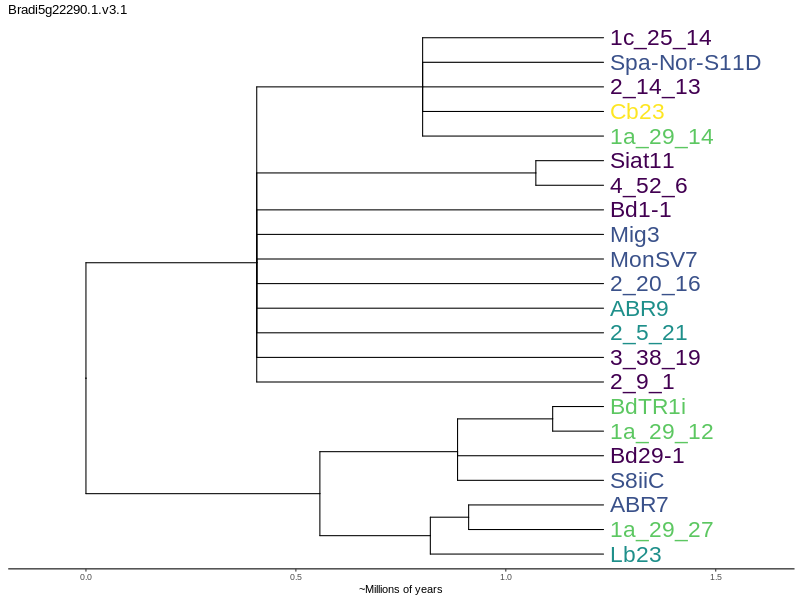 Bradi5g22290.1.v3.1
1c_25_14
Spa-Nor-S11D
2_14_13
Cb23
1a_29_14
Siat11
4_52_6
Bd1-1
Mig3
MonSV7
2_20_16
ABR9
2_5_21
3_38_19
2_9_1
BdTR1i
1a_29_12
Bd29-1
S8iiC
ABR7
1a_29_27
Lb23
0.0 0.5 1.0 1.5
~Millions of years